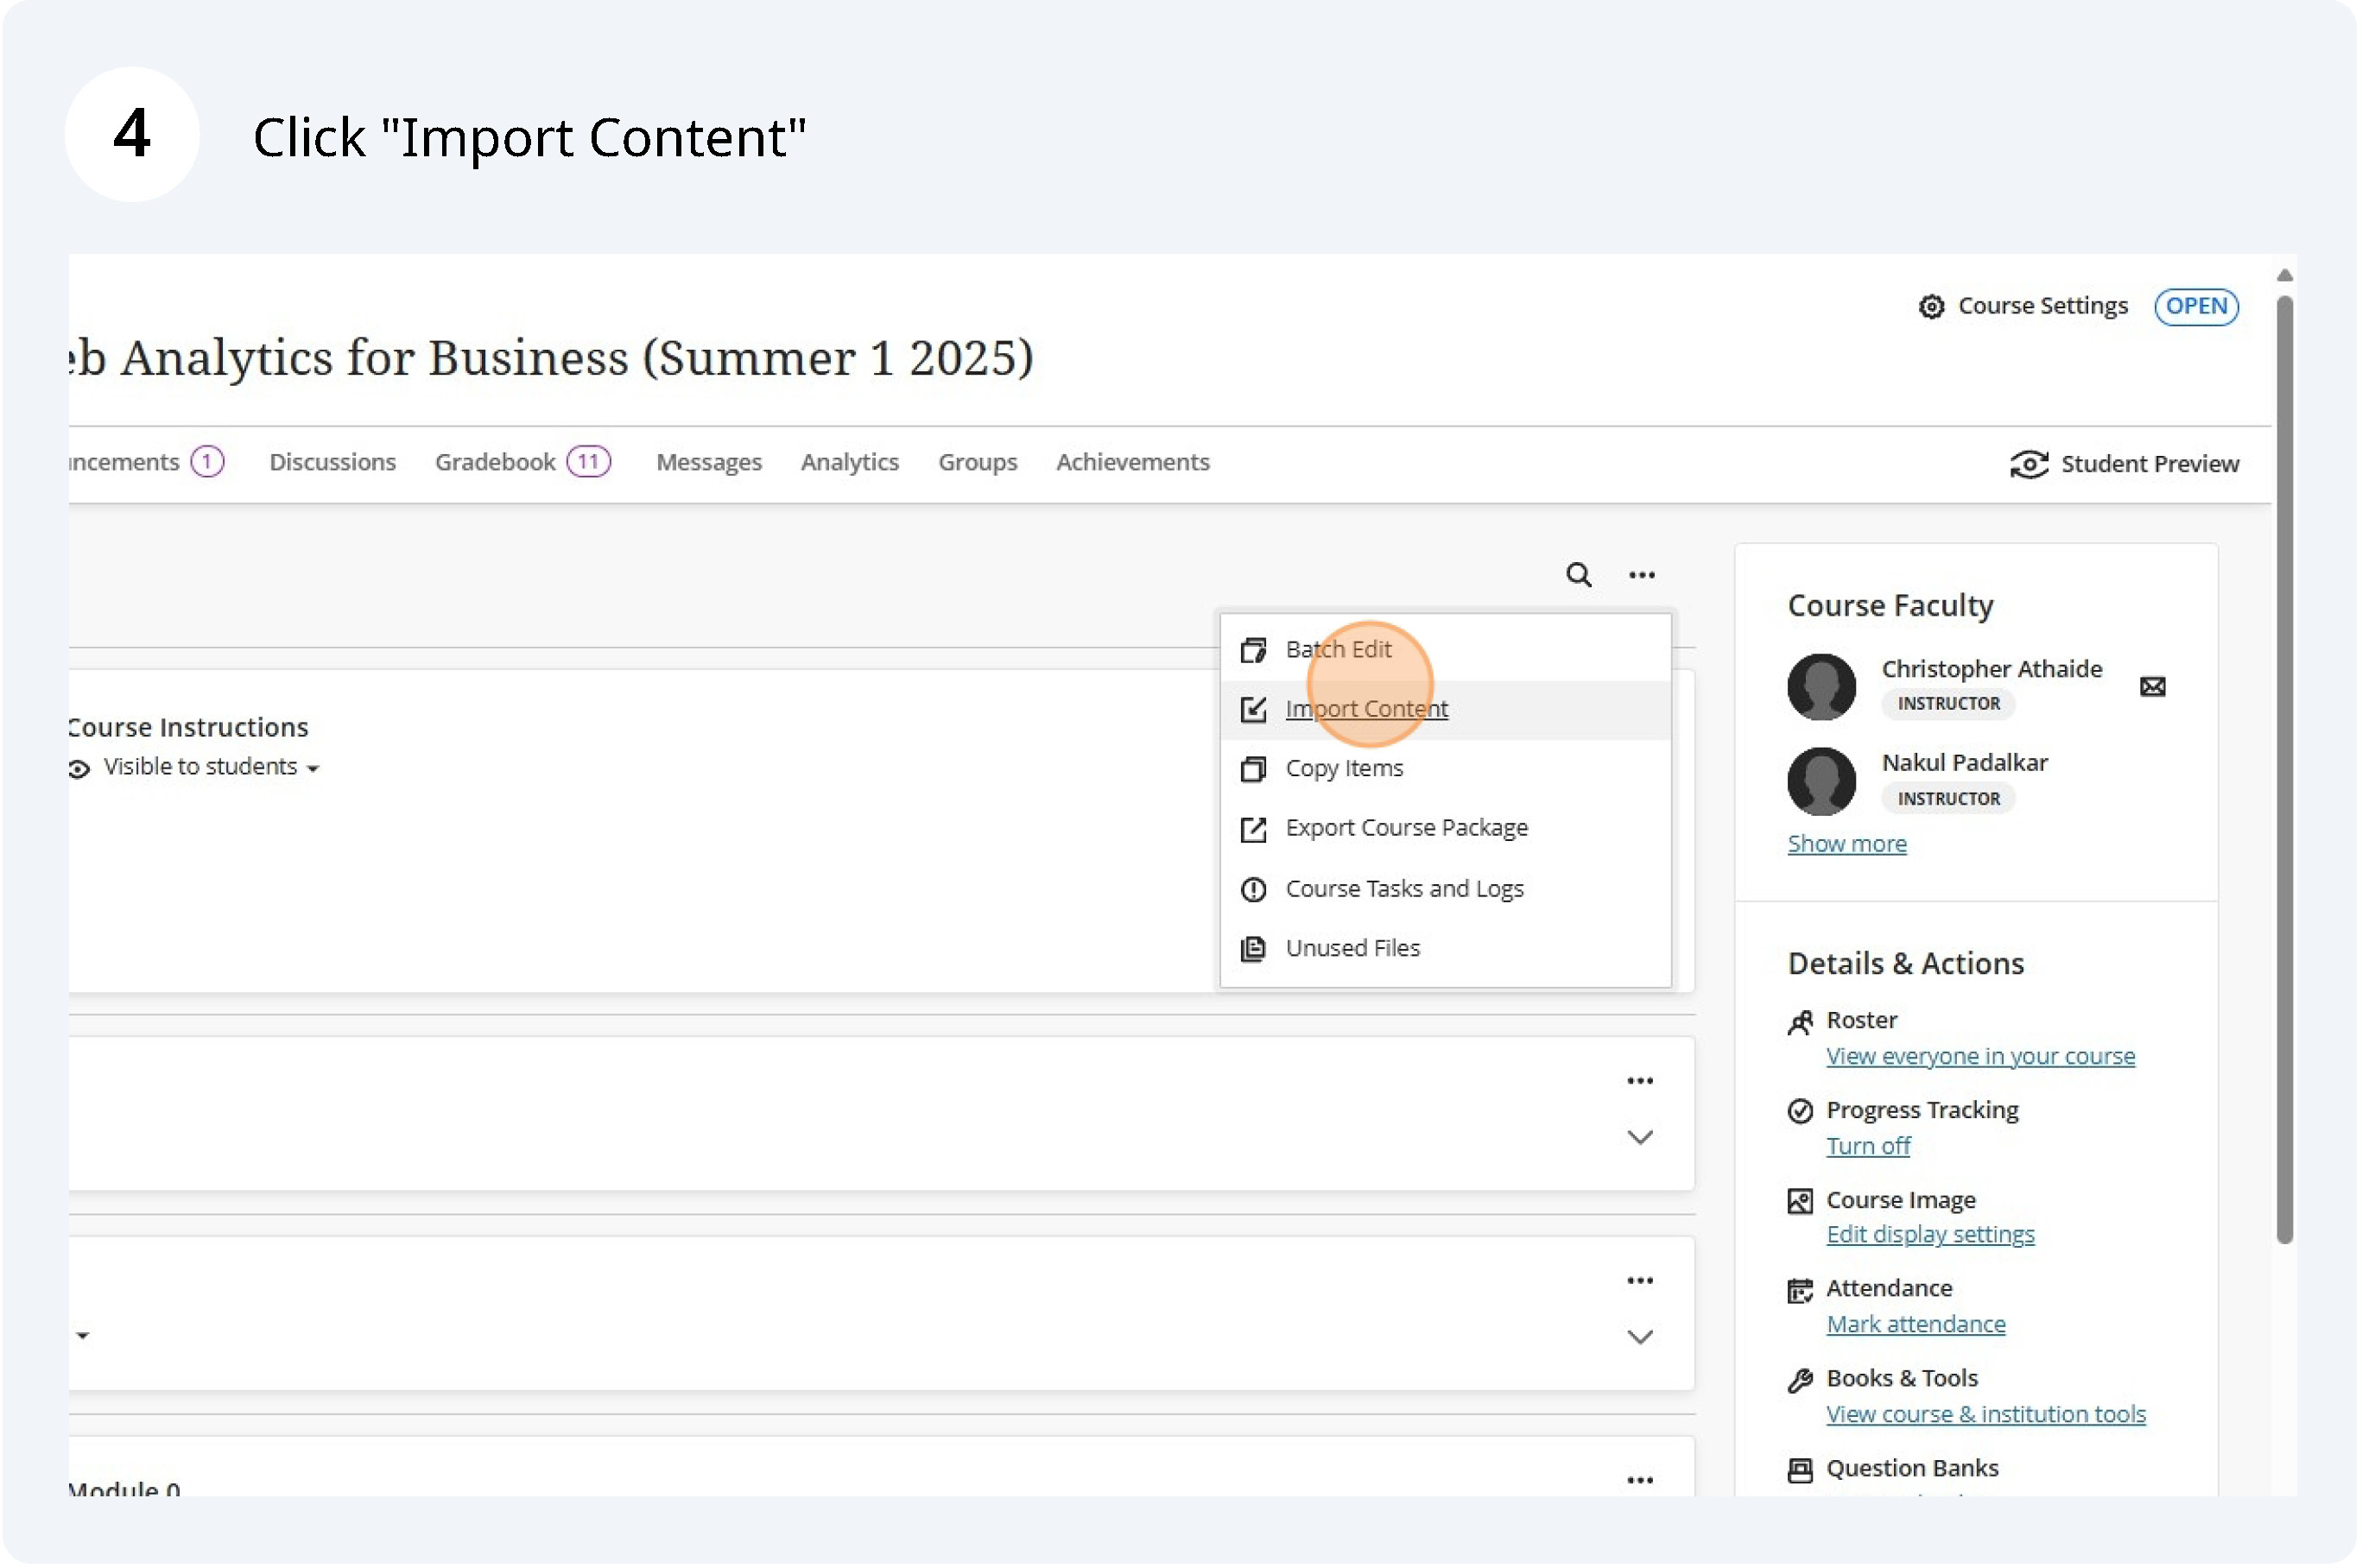 4
Click "Import Content"
Course Settings
OPEN
eb Analytics for Business (Summer 1 2025)
ncements 1 Discussions Gradebook 11 Messages Analytics Groups Achievements
Student Preview
Batch Edit
Import Content
Copy Items
Export Course Package
Course Tasks and Logs
Unused Files
Course Instructions
Visible to students
Module 0
Course Faculty
Christopher Athaide
INSTRUCTOR
Nakul Padalkar
INSTRUCTOR
Show more
Details & Actions
Roster
View everyone in your course
Progress Tracking
Turn off
Course Image
Edit display settings
Attendance
Mark attendance
Books & Tools
View course & institution tools
Question Banks